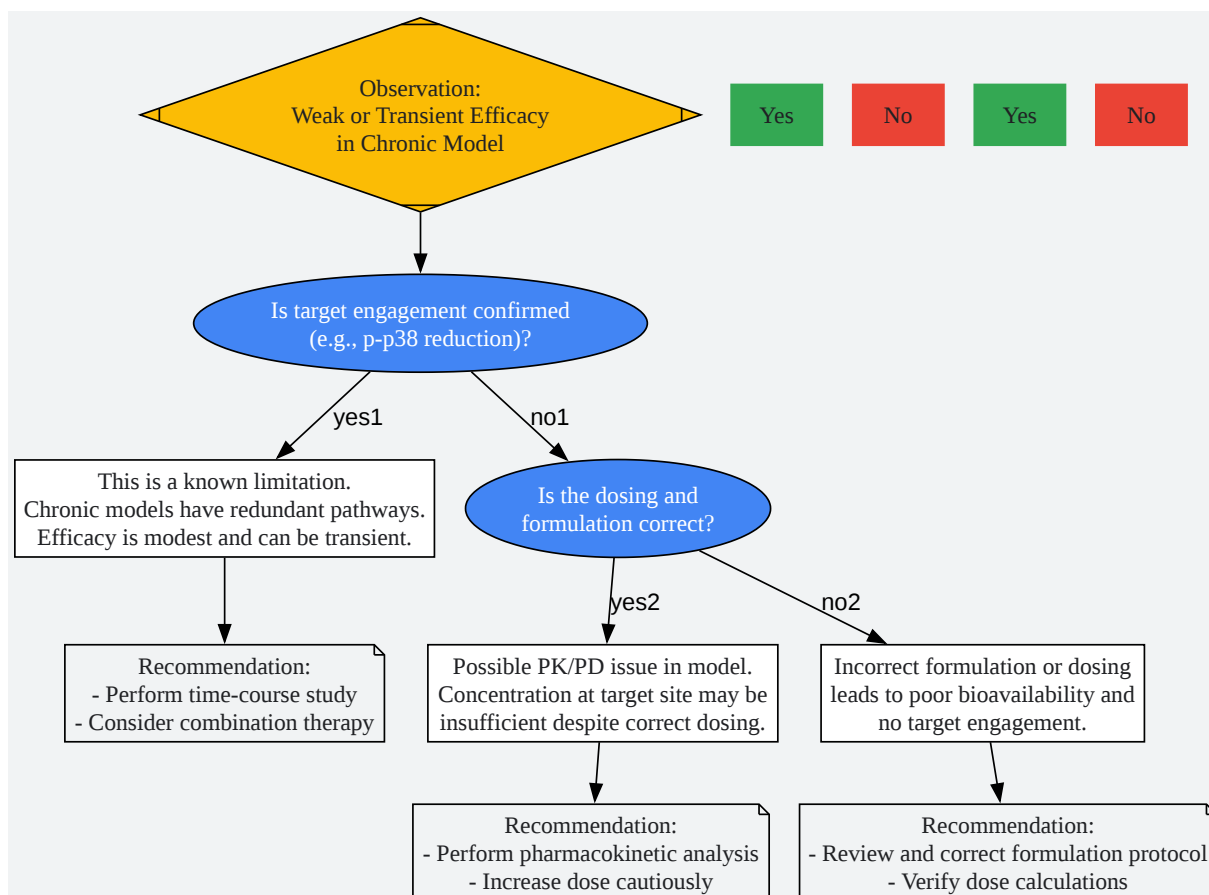 Observation:
Weak or Transient Efficacy
in Chronic Model
Yes
No
Yes
No
Is target engagement confirmed
(e.g., p-p38 reduction)?
yes1
no1
This is a known limitation.
Chronic models have redundant pathways.
Efficacy is modest and can be transient.
Is the dosing and
formulation correct?
yes2
no2
Recommendation:
- Perform time-course study
- Consider combination therapy
Possible PK/PD issue in model.
Concentration at target site may be
insufficient despite correct dosing.
Incorrect formulation or dosing
leads to poor bioavailability and
no target engagement.
Recommendation:
- Perform pharmacokinetic analysis
- Increase dose cautiously
Recommendation:
- Review and correct formulation protocol
- Verify dose calculations